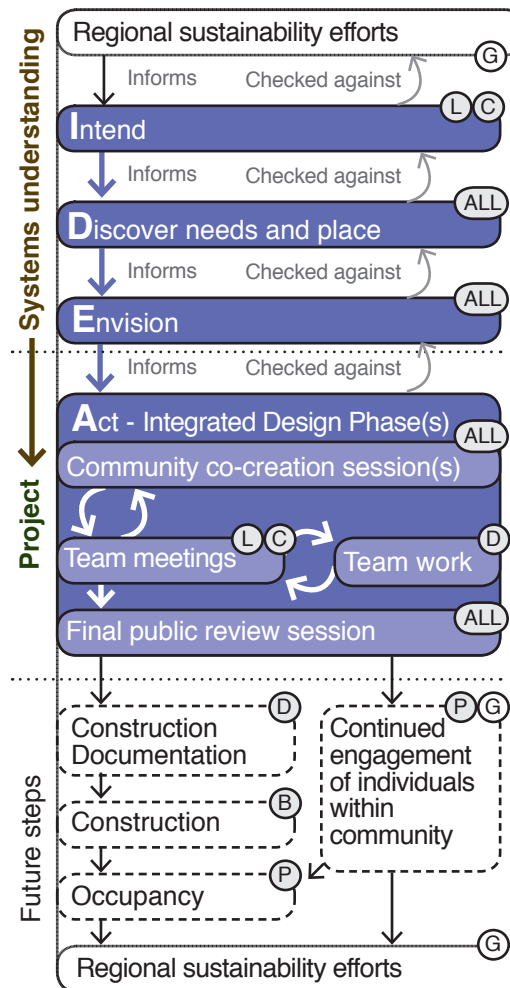 Regional sustainability efforts
G
Informs
Checked against
L
C
Intend
Informs
Checked against
ALL
Discover needs and place
Informs
Checked against
ALL
Envision
Informs
Checked against
Act - Integrated Design Phase(s)
ALL
Community co-creation session(s)
L
C
D
Team meetings
Team work
ALL
Final public review session
D
Construction
Documentation
P
G
Continued
engagement
of individuals
within
community
B
Construction
P
Occupancy
G
Regional sustainability efforts
Systems understanding
Project
Future steps